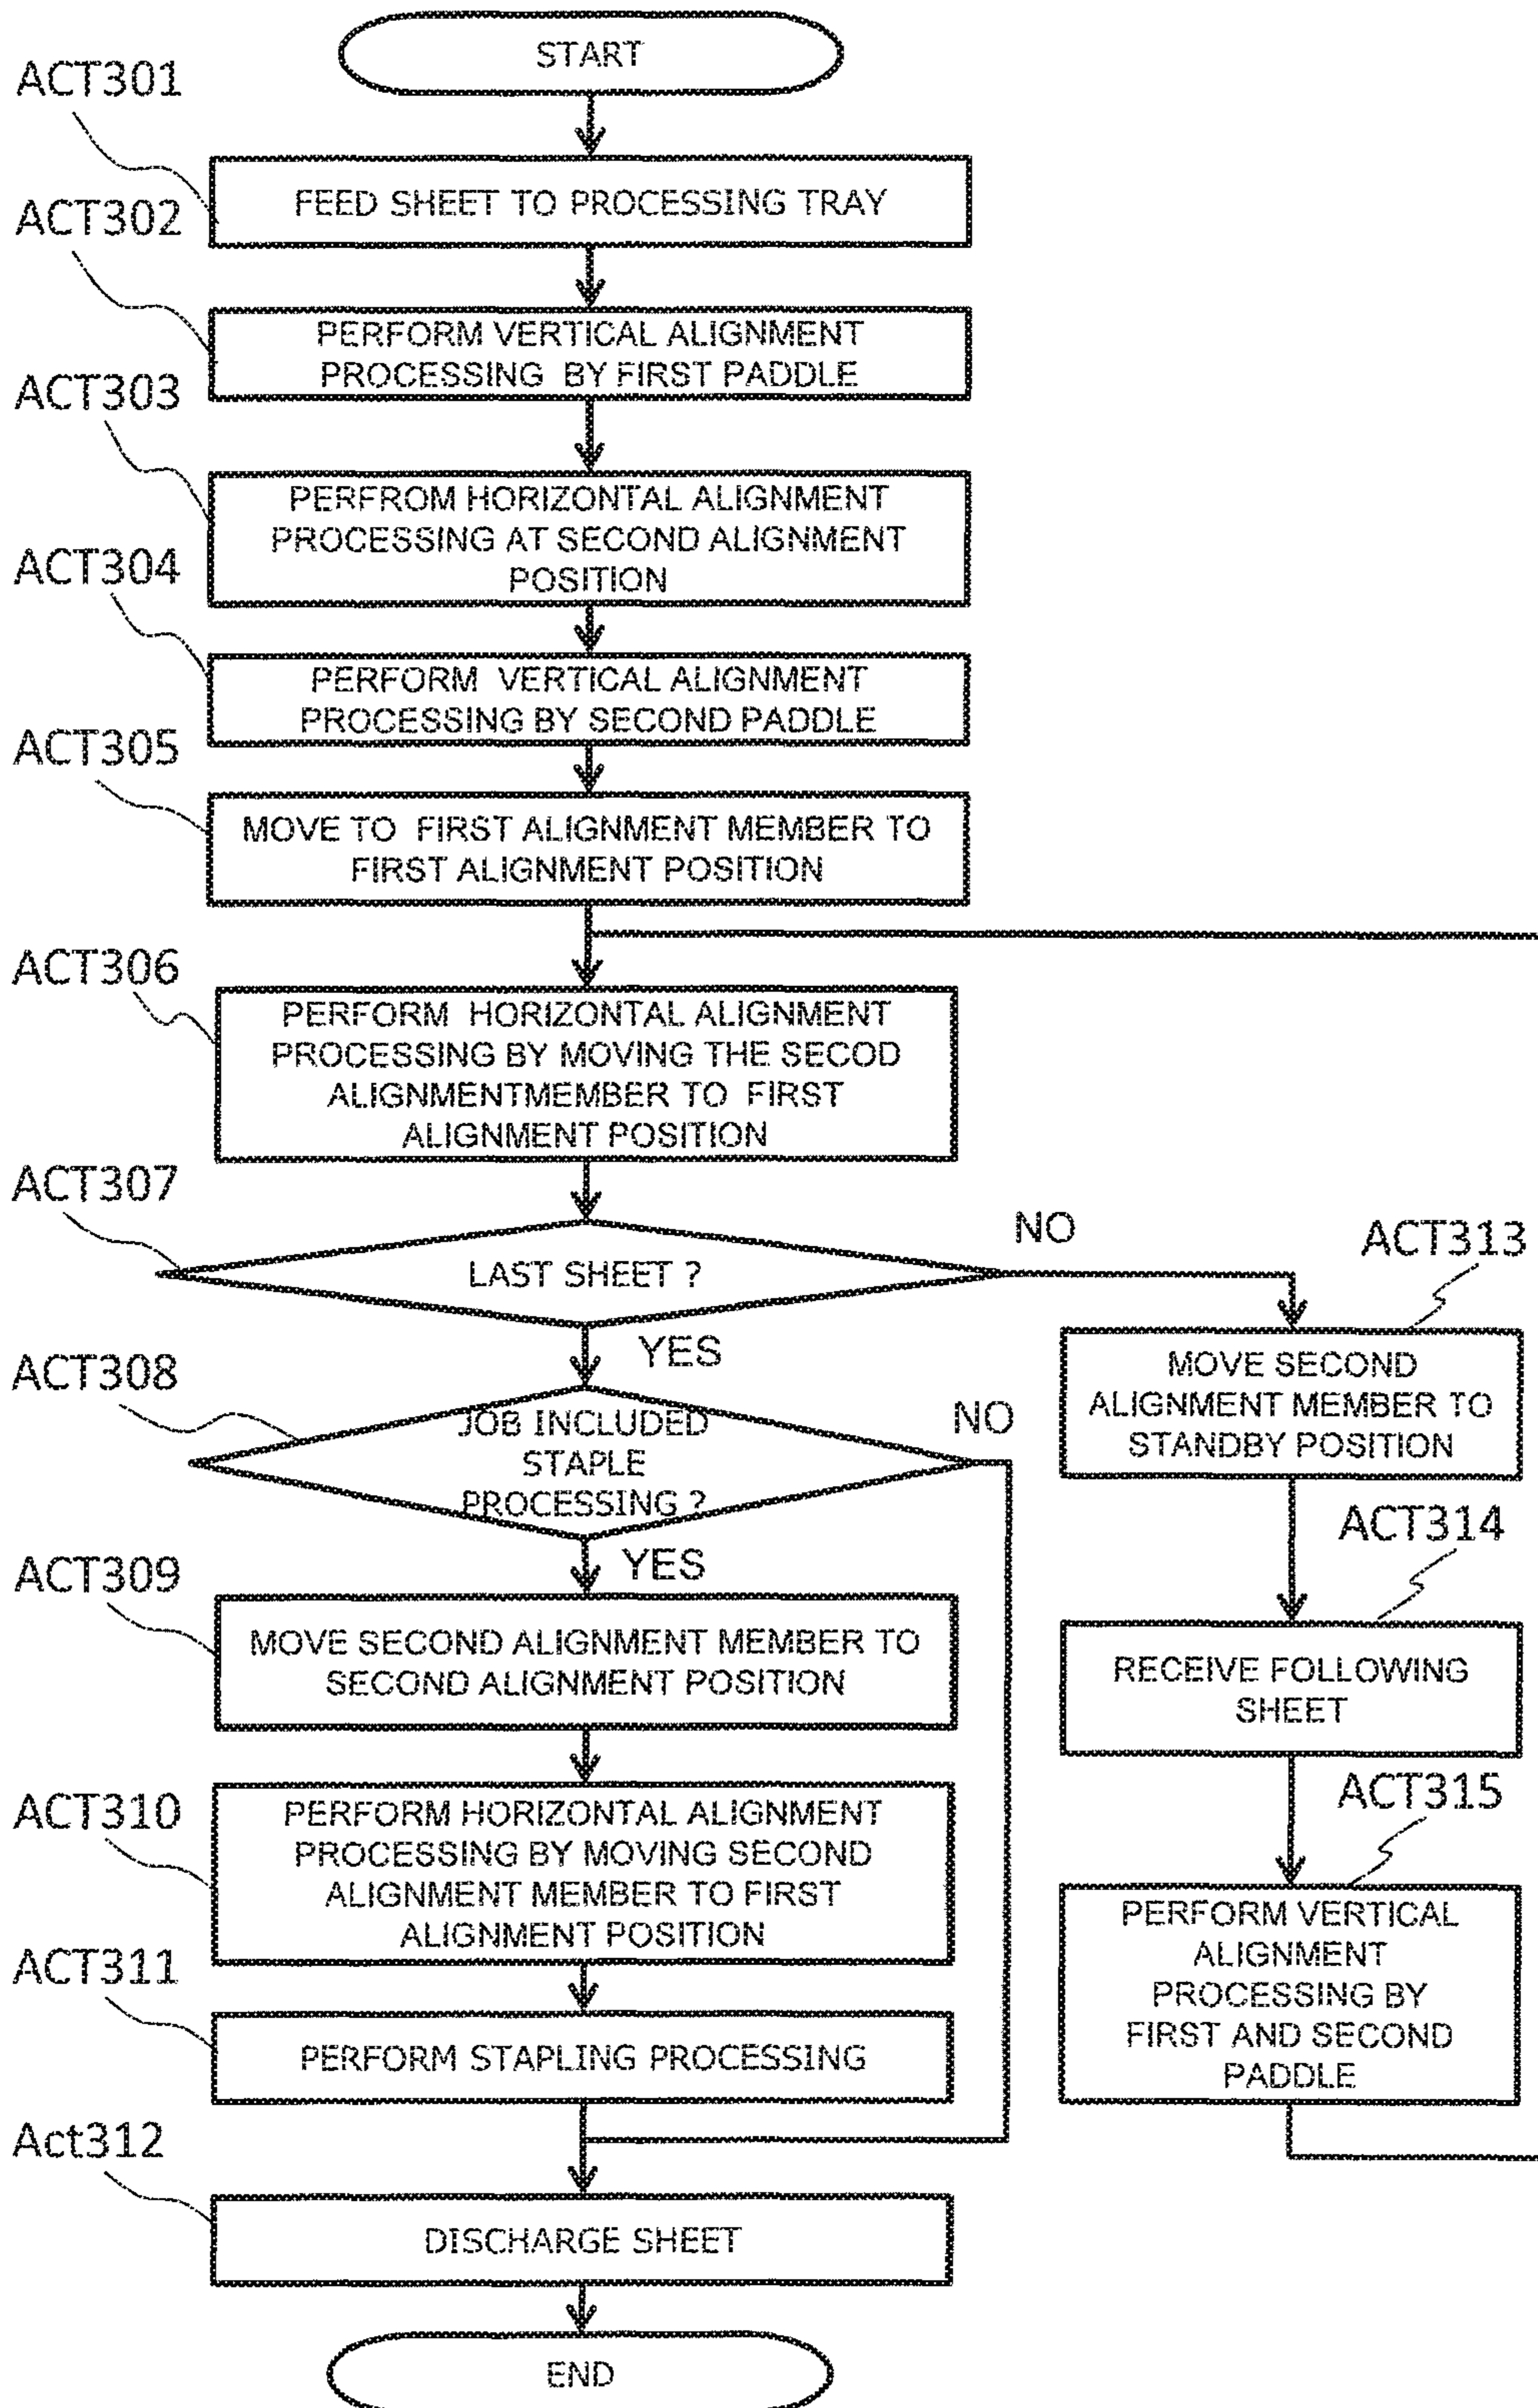 START
ACT301
FEED SHEET TO PROCESSING TRAY
ACT302
PERFORM VERTICAL ALIGNMENT
PROCESSING BY FIRST PADDLE
ACT303
PERFROM HORIZONTAL ALIGNMENT
PROCESSING AT SECOND ALIGNMENT
POSITION
ACT304
PERFORM VERTICAL ALIGNMENT
PROCESSING BY SECOND PADDLE
ACT305
MOVE TO FIRST ALIGNMENT MEMBER TO
FIRST ALIGNMENT POSITION
ACT306
PERFORM HORIZONTAL ALIGNMENT
PROCESSING BY MOVING THE SECOD
ALIGNMENTMEMBER TO FIRST
ALIGNMENT POSITION
ACT307
LAST SHEET ?
NO
YES
ACT308
JOB INCLUDED
STAPLE
PROCESSING ?
NO
YES
ACT309
MOVE SECOND ALIGNMENT MEMBER TO
SECOND ALIGNMENT POSITION
ACT310
PERFORM HORIZONTAL ALIGNMENT
PROCESSING BY MOVING SECOND
ALIGNMENT MEMBER TO FIRST
ALIGNMENT POSITION
ACT311
PERFORM STAPLING PROCESSING
Act312
DISCHARGE SHEET
END
ACT313
MOVE SECOND
ALIGNMENT MEMBER TO
STANDBY POSITION
ACT314
RECEIVE FOLLOWING
SHEET
ACT315
PERFORM VERTICAL
ALIGNMENT
PROCESSING BY
FIRST AND SECOND
PADDLE